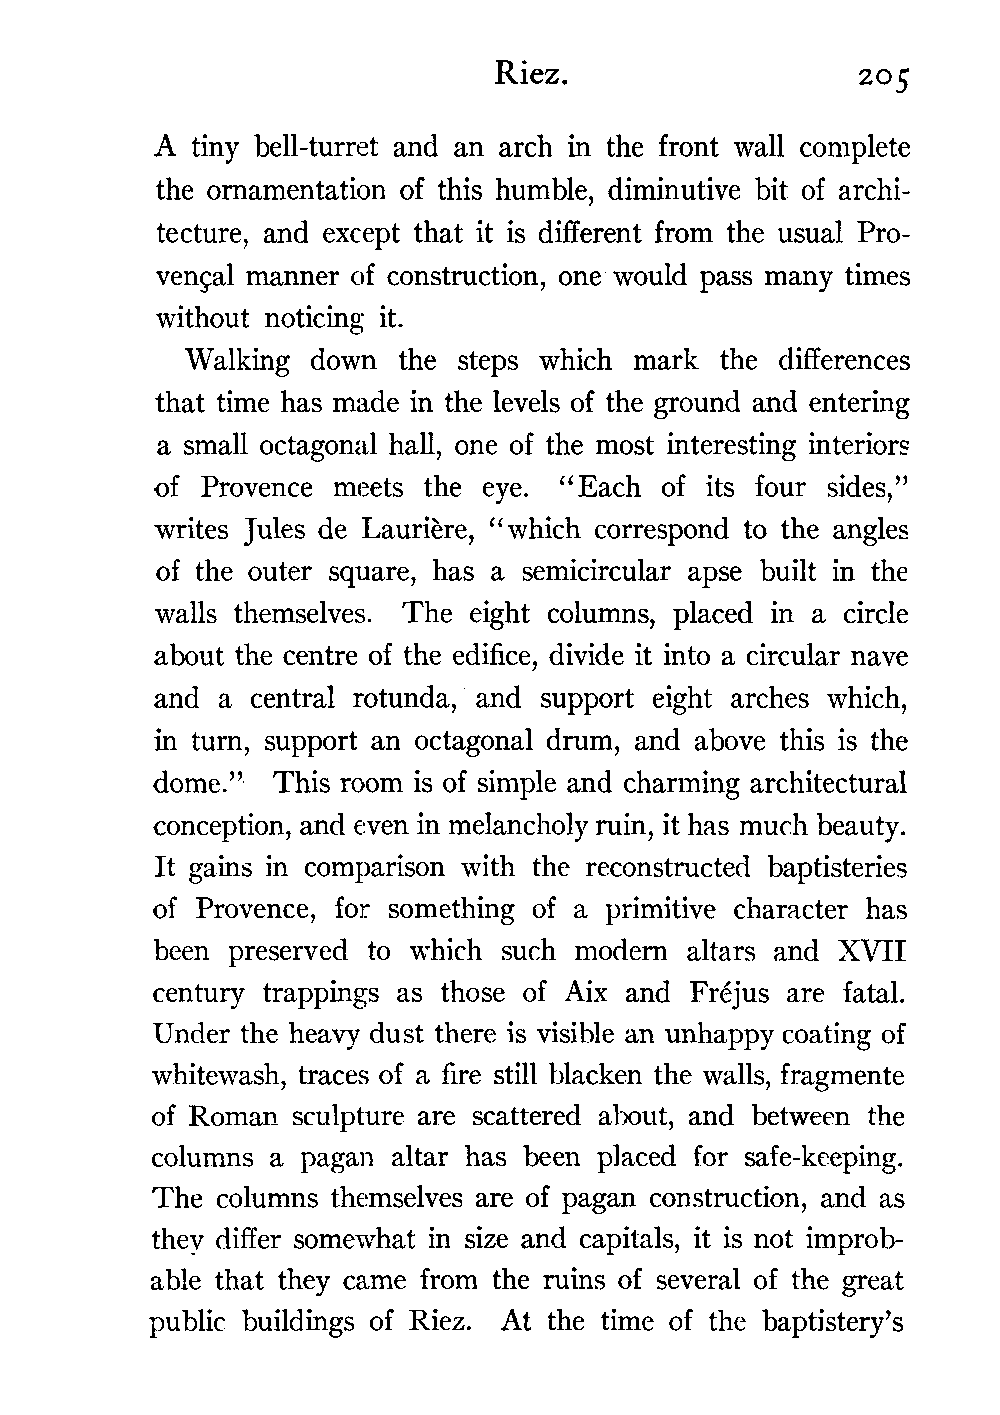 Riez. 205
A tiny bell-turret and an arch in the front wall complete
the ornamentation of this humble, diminutive bit of archi-
tecture, and except that it is different from the usual Pro-
vençal manner of construction, one would pass many times
without noticing it.
Walking down the steps which mark the differences
that time has made in the levels of the ground and entering
a small octagonal hall, one of the most interesting interiors
of Provence meets the eye. “Each of its four sides,”
writes Jules de Laurière, “which correspond to the angles
of the outer square, has a semicircular apse built in the
walls themselves. The eight columns, placed in a circle
about the centre of the edifice, divide it into a circular nave
and a central rotunda, and support eight arches which,
in turn, support an octagonal drum, and above this is the
dome.” This room is of simple and charming architectural
conception, and even in melancholy ruin, it has much beauty.
It gains in comparison with the reconstructed baptisteries
of Provence, for something of a primitive character has
been preserved to which such modern altars and XVII
century trappings as those of Aix and Fréjus are fatal.
Under the heavy dust there is visible an unhappy coating of
whitewash, traces of a fire still blacken the walls, fragmente
of Roman sculpture are scattered about, and between the
columns a pagan altar has been placed for safe-keeping.
The columns themselves are of pagan construction, and as
they differ somewhat in size and capitals, it is not improb-
able that they came from the ruins of several of the great
public buildings of Riez. At the time of the baptistery’s